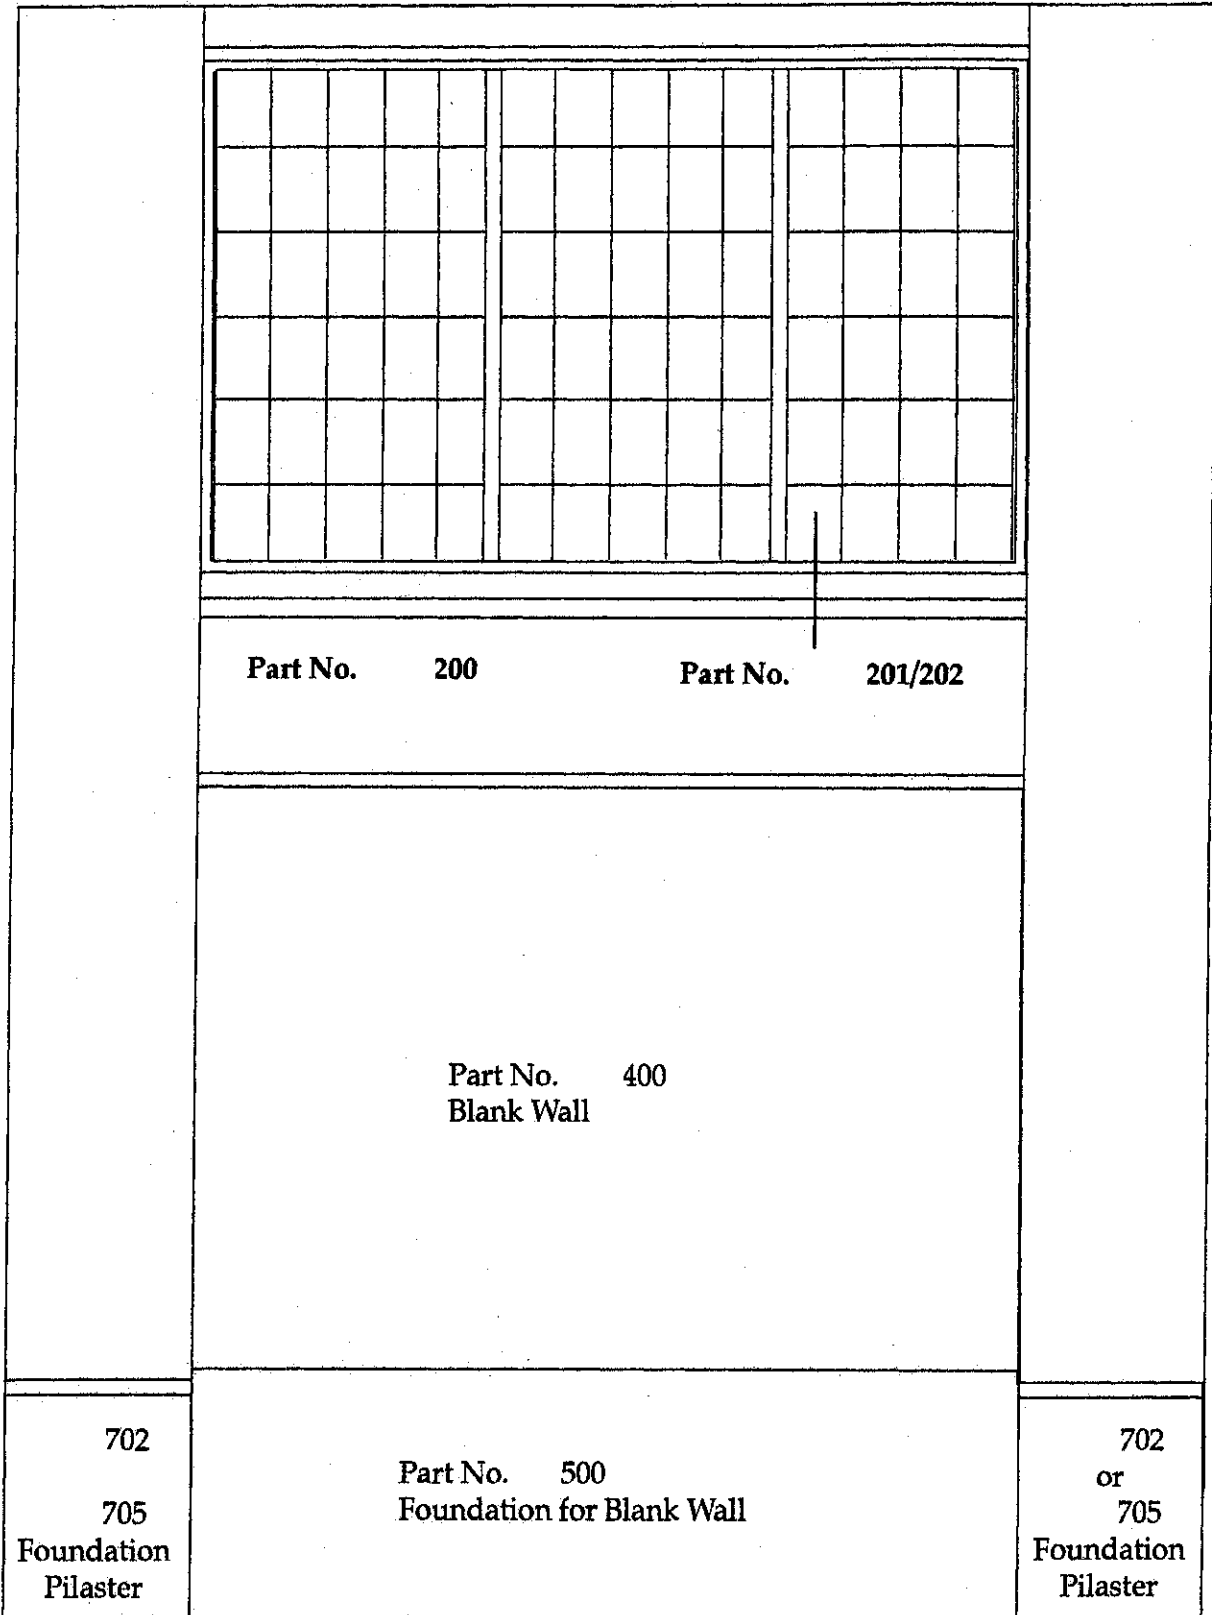 Part No. 200 Part No. 201/202
Part No. 400
Blank Wall
702
705
Foundation
Pilaster
Part No. 500
Foundation for Blank Wall
702
or
705
Foundation
Pilaster